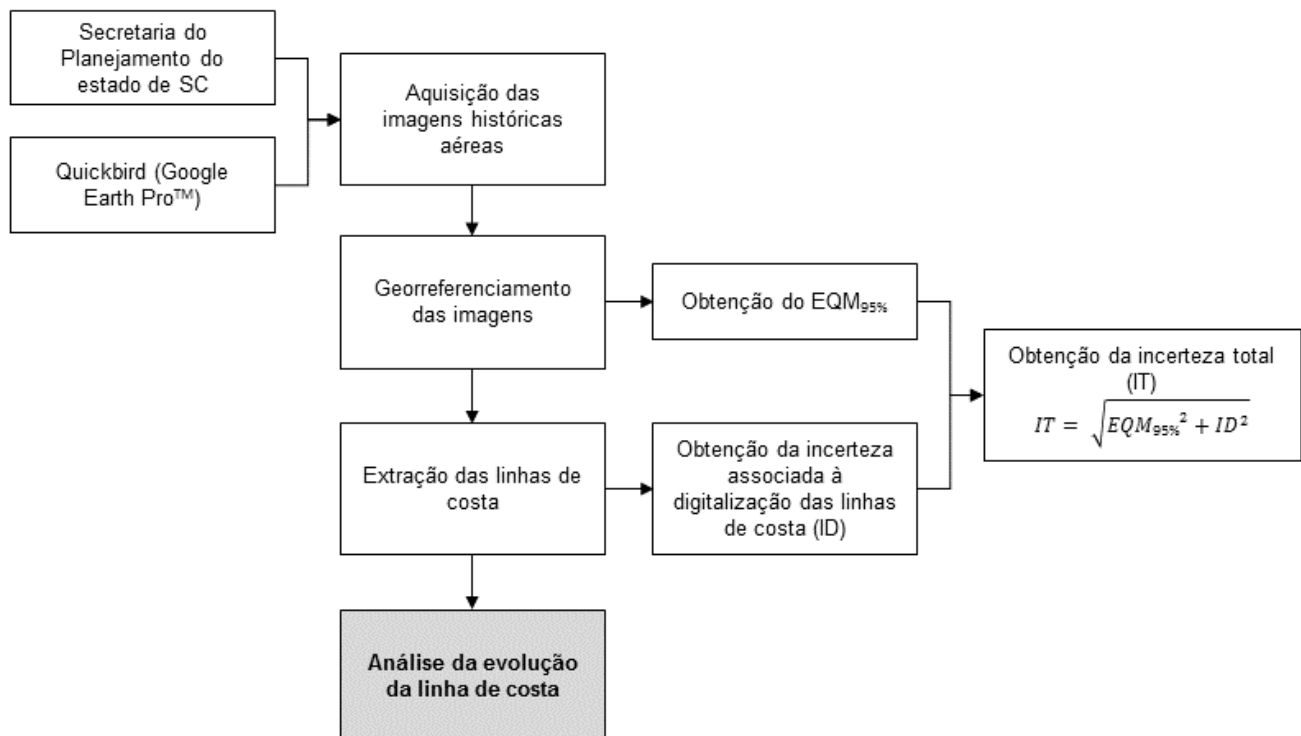 Secretaria do
Planejamento do
estado de SC
Quickbird (Google
Earth Pro™)
Aquisição das
imagens históricas
aéreas
Georreferenciamento
das imagens
Obtenção do EQM95%
Extração das linhas de
costa
Obtenção da incerteza
associada à
digitalização das linhas
de costa (ID)
Obtenção da incerteza total
(IT)
IT = √(EQM95%² + ID²)
Análise da evolução
da linha de costa